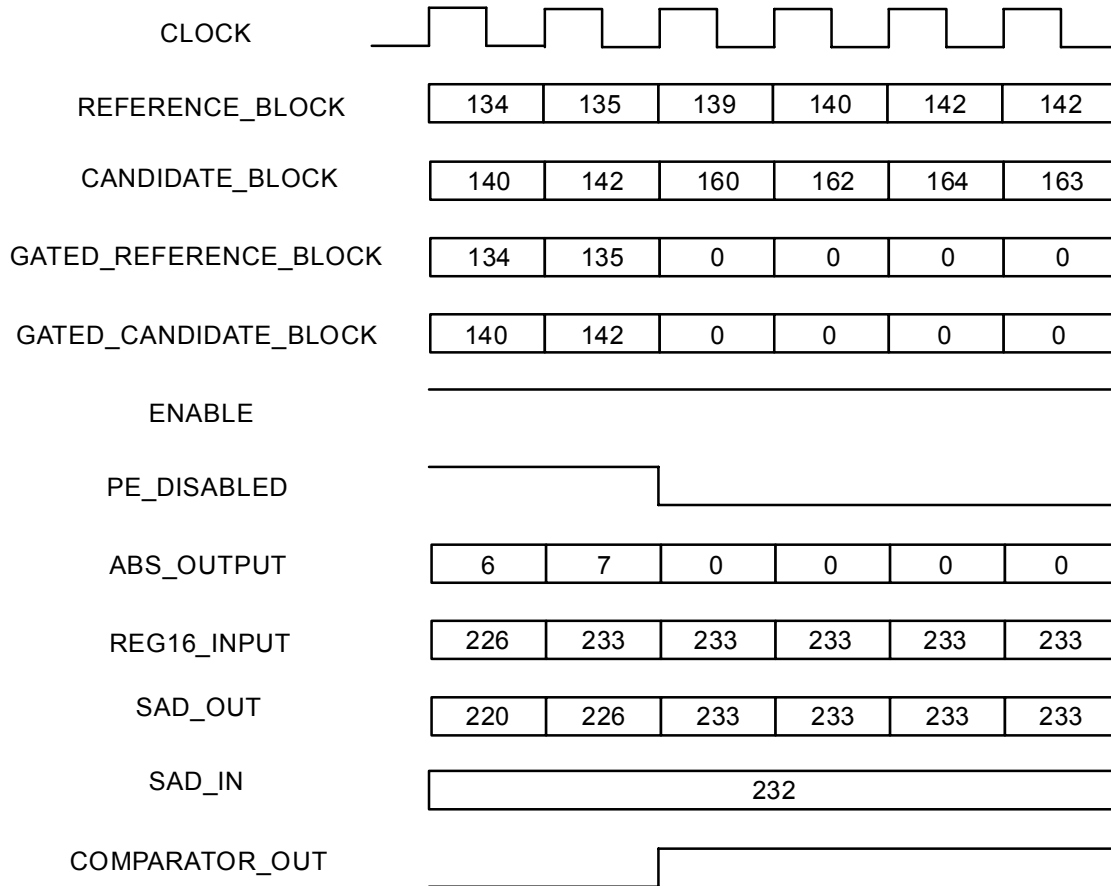 CLOCK
REFERENCE_BLOCK 134 135 139 140 142 142
CANDIDATE_BLOCK 140 142 160 162 164 163
GATED_REFERENCE_BLOCK 134 135 0 0 0 0
GATED_CANDIDATE_BLOCK 140 142 0 0 0 0
ENABLE
PE_DISABLED
ABS_OUTPUT 6 7 0 0 0 0
REG16_INPUT 226 233 233 233 233 233
SAD_OUT 220 226 233 233 233 233
SAD_IN 232
COMPARATOR_OUT